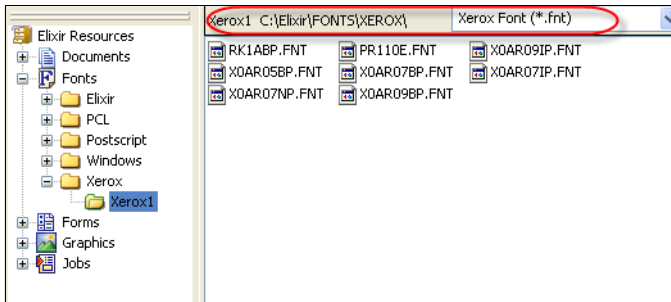 Xerox1 C:\Elixir\FONTS\XEROX\ Xerox Font (*.fnt)
Elixir Resources
Documents
Fonts
Elixir
PCL
Postscript
Windows
Xerox
Xerox1
Forms
Graphics
Jobs
RK1ABP.FNT PR110E.FNT X0AR09IP.FNT
X0AR05BP.FNT X0AR07BP.FNT X0AR07IP.FNT
X0AR07NP.FNT X0AR09BP.FNT